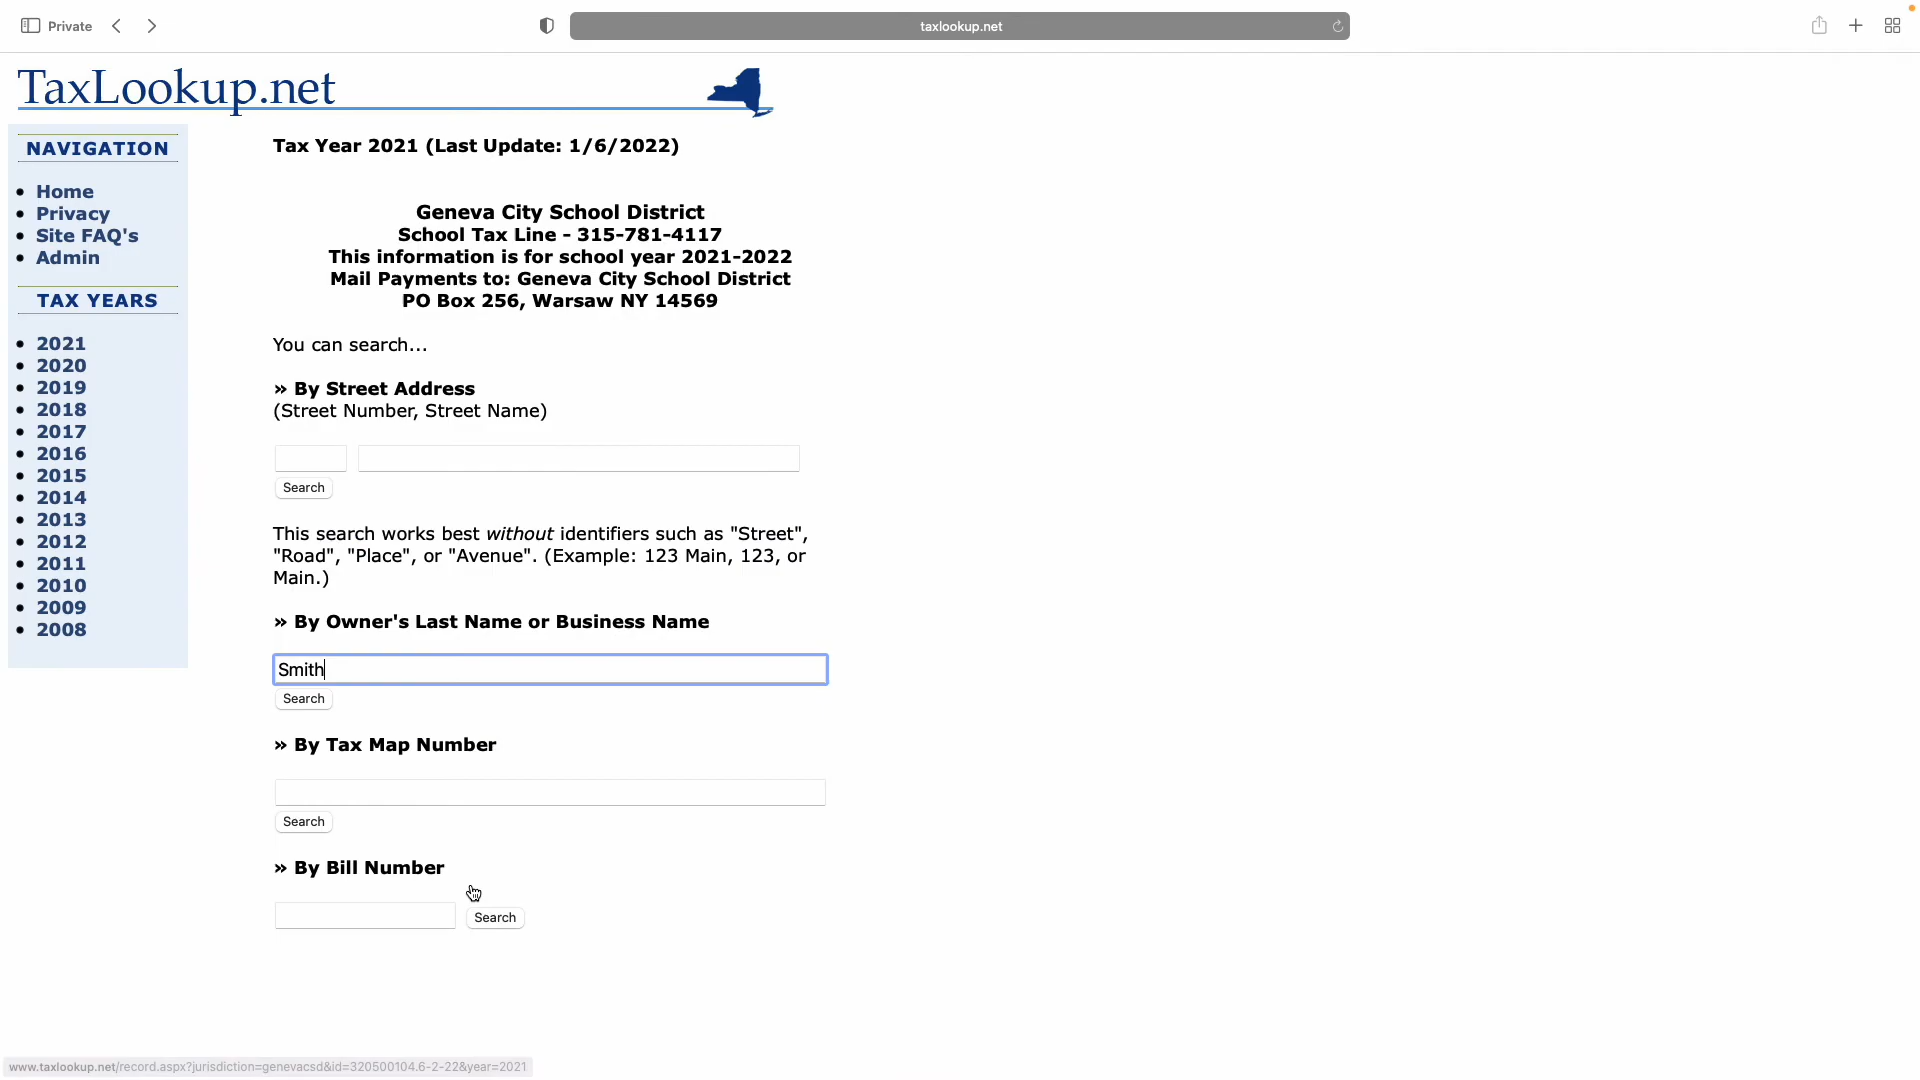 Private
taxlookup.net
TaxLookup.net
NAVIGATION
Home
Privacy
Site FAQ's
Admin
TAX YEARS
2021
2020
2019
2018
2017
2016
2015
2014
2013
2012
2011
2010
2009
2008
Tax Year 2021 (Last Update: 1/6/2022)
Geneva City School District
School Tax Line - 315-781-4117
This information is for school year 2021-2022
Mail Payments to: Geneva City School District
PO Box 256, Warsaw NY 14569
You can search...
» By Street Address
(Street Number, Street Name)
Search
This search works best without identifiers such as "Street",
"Road", "Place", or "Avenue". (Example: 123 Main, 123, or
Main.)
» By Owner's Last Name or Business Name
Smith
Search
» By Tax Map Number
Search
» By Bill Number
Search
www.taxlookup.net/record.aspx?jurisdiction=genevacsd&id=320500104.6-2-22&year=2021